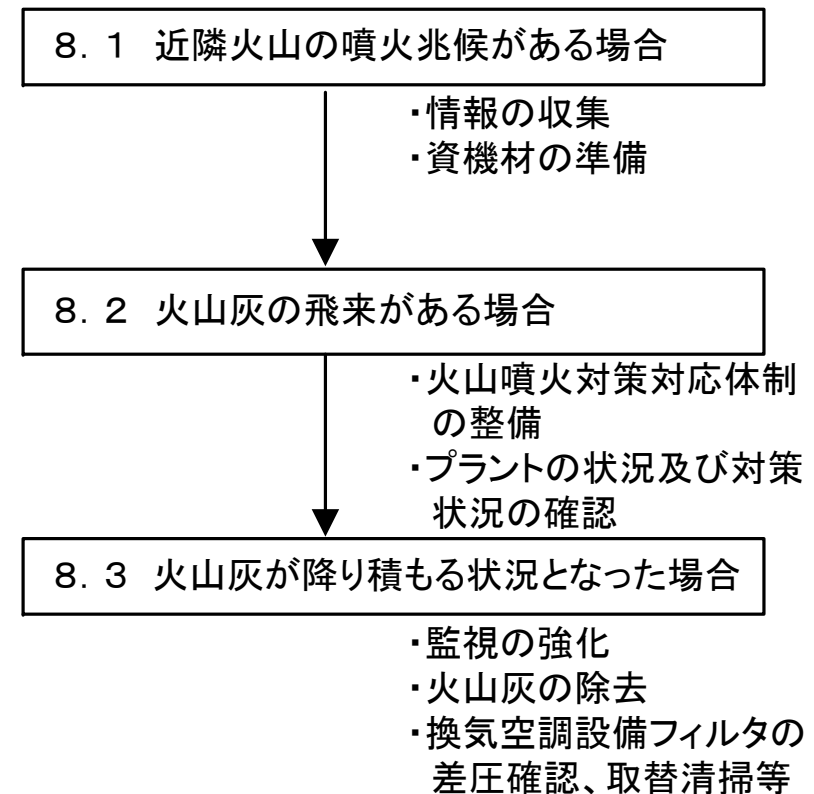 ８．１　近隣火山の噴火兆候がある場合
・情報の収集
・資機材の準備
８．２　火山灰の飛来がある場合
・火山噴火対策対応体制
の整備
・プラントの状況及び対策
状況の確認
８．３　火山灰が降り積もる状況となった場合
・監視の強化
・火山灰の除去
・換気空調設備フィルタの
差圧確認、取替清掃等